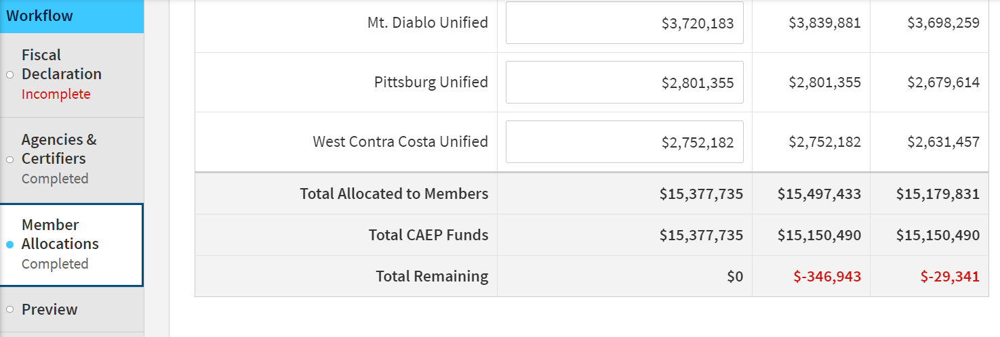 Workflow
Fiscal
Declaration
Incomplete
Agencies &
Certifiers
Completed
Member
Allocations
Completed
Preview
Mt. Diablo Unified $3,720,183 $3,839,881 $3,698,259
Pittsburg Unified $2,801,355 $2,801,355 $2,679,614
West Contra Costa Unified $2,752,182 $2,752,182 $2,631,457
Total Allocated to Members $15,377,735 $15,497,433 $15,179,831
Total CAEP Funds $15,377,735 $15,150,490 $15,150,490
Total Remaining $0 $-346,943 $-29,341